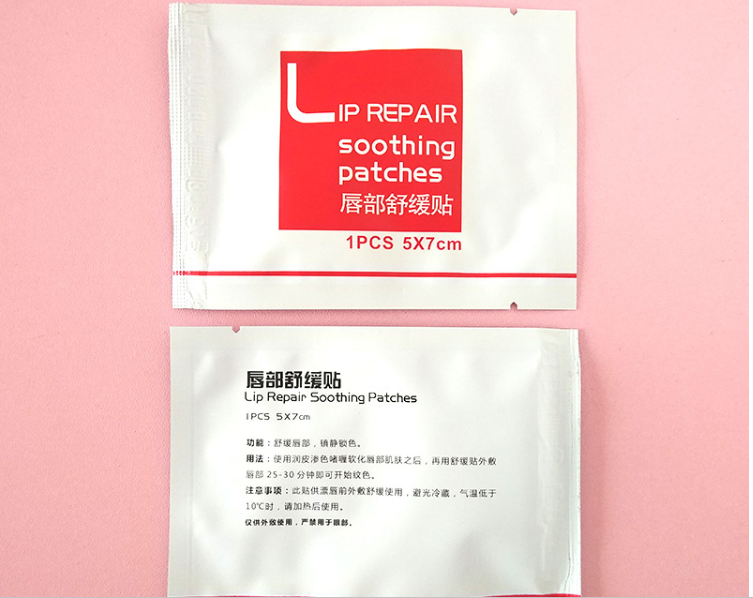 LIP REPAIR
soothing
patches
唇部舒缓贴
1PCS 5X7cm
唇部舒缓贴
Lip Repair Soothing Patches
1PCS 5X7cm
功能：舒缓唇部，镇静锁色。
用法：使用润皮渗色啫喱软化唇部肌肤之后，再用舒缓贴外敷
唇部 25-30 分钟即可开始纹色。
注意事项：此贴供漂唇前外敷舒缓使用，避光冷藏，气温低于
10℃时，请加热后使用。
仅供外敷使用，严禁用于眼部。